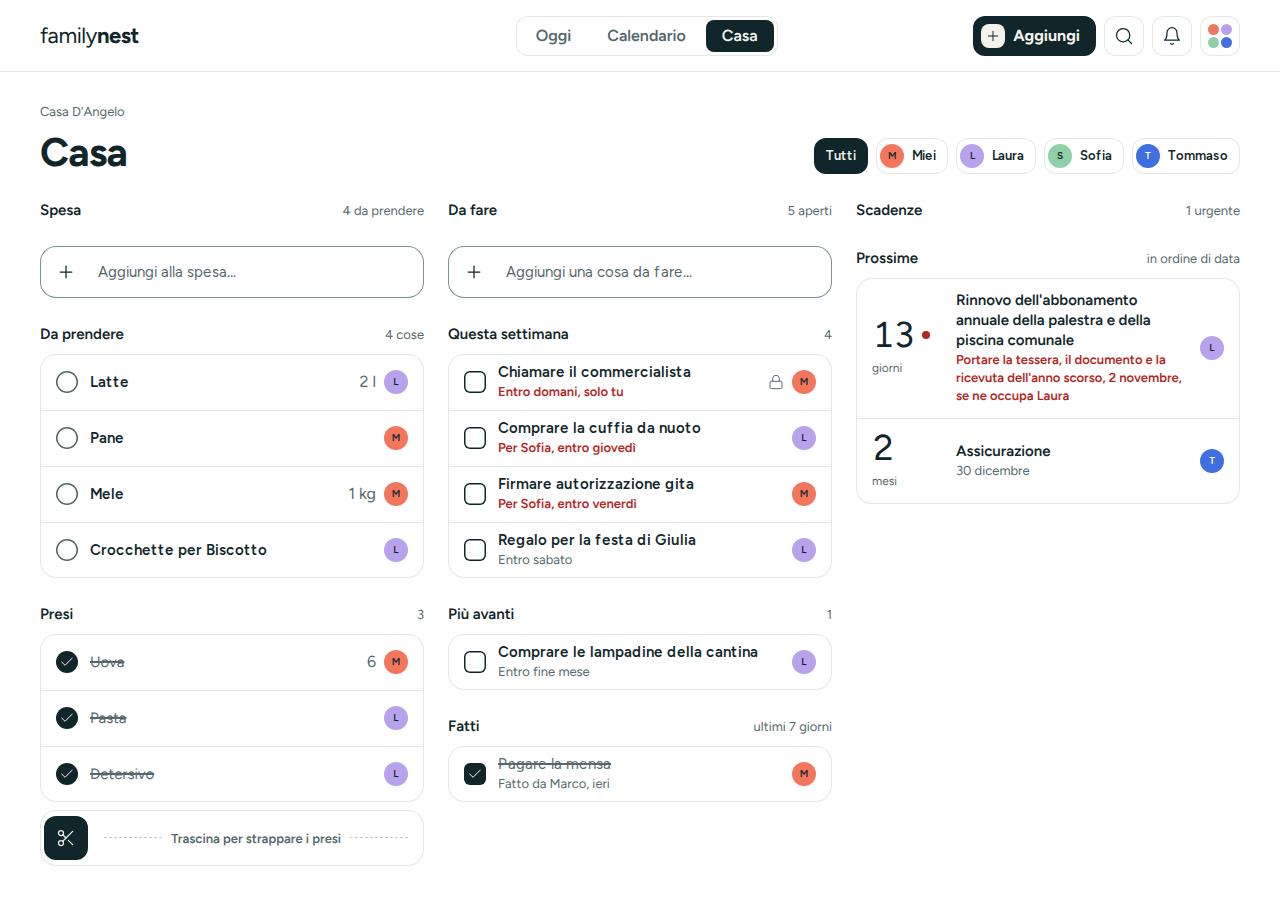 familynest
Oggi
Calendario
Casa
Aggiungi
Casa D'Angelo
Casa
Tutti
M Miei
L Laura
S Sofia
T Tommaso
Spesa
4 da prendere
Aggiungi alla spesa...
Da prendere
4 cose
Latte
2 l L
Pane
M
Mele
1 kg M
Crocchette per Biscotto
L
Presi
3
Uova
6 M
Pasta
L
Detersivo
L
Trascina per strappare i presi
Da fare
5 aperti
Aggiungi una cosa da fare...
Questa settimana
4
Chiamare il commercialista
Entro domani, solo tu
M
Comprare la cuffia da nuoto
Per Sofia, entro giovedì
L
Firmare autorizzazione gita
Per Sofia, entro venerdì
M
Regalo per la festa di Giulia
Entro sabato
L
Più avanti
1
Comprare le lampadine della cantina
Entro fine mese
L
Fatti
ultimi 7 giorni
Pagare la mensa
Fatto da Marco, ieri
M
Scadenze
1 urgente
Prossime
in ordine di data
13
giorni
Rinnovo dell'abbonamento
annuale della palestra e della
piscina comunale
Portare la tessera, il documento e la
ricevuta dell'anno scorso, 2 novembre,
se ne occupa Laura
L
2
mesi
Assicurazione
30 dicembre
T